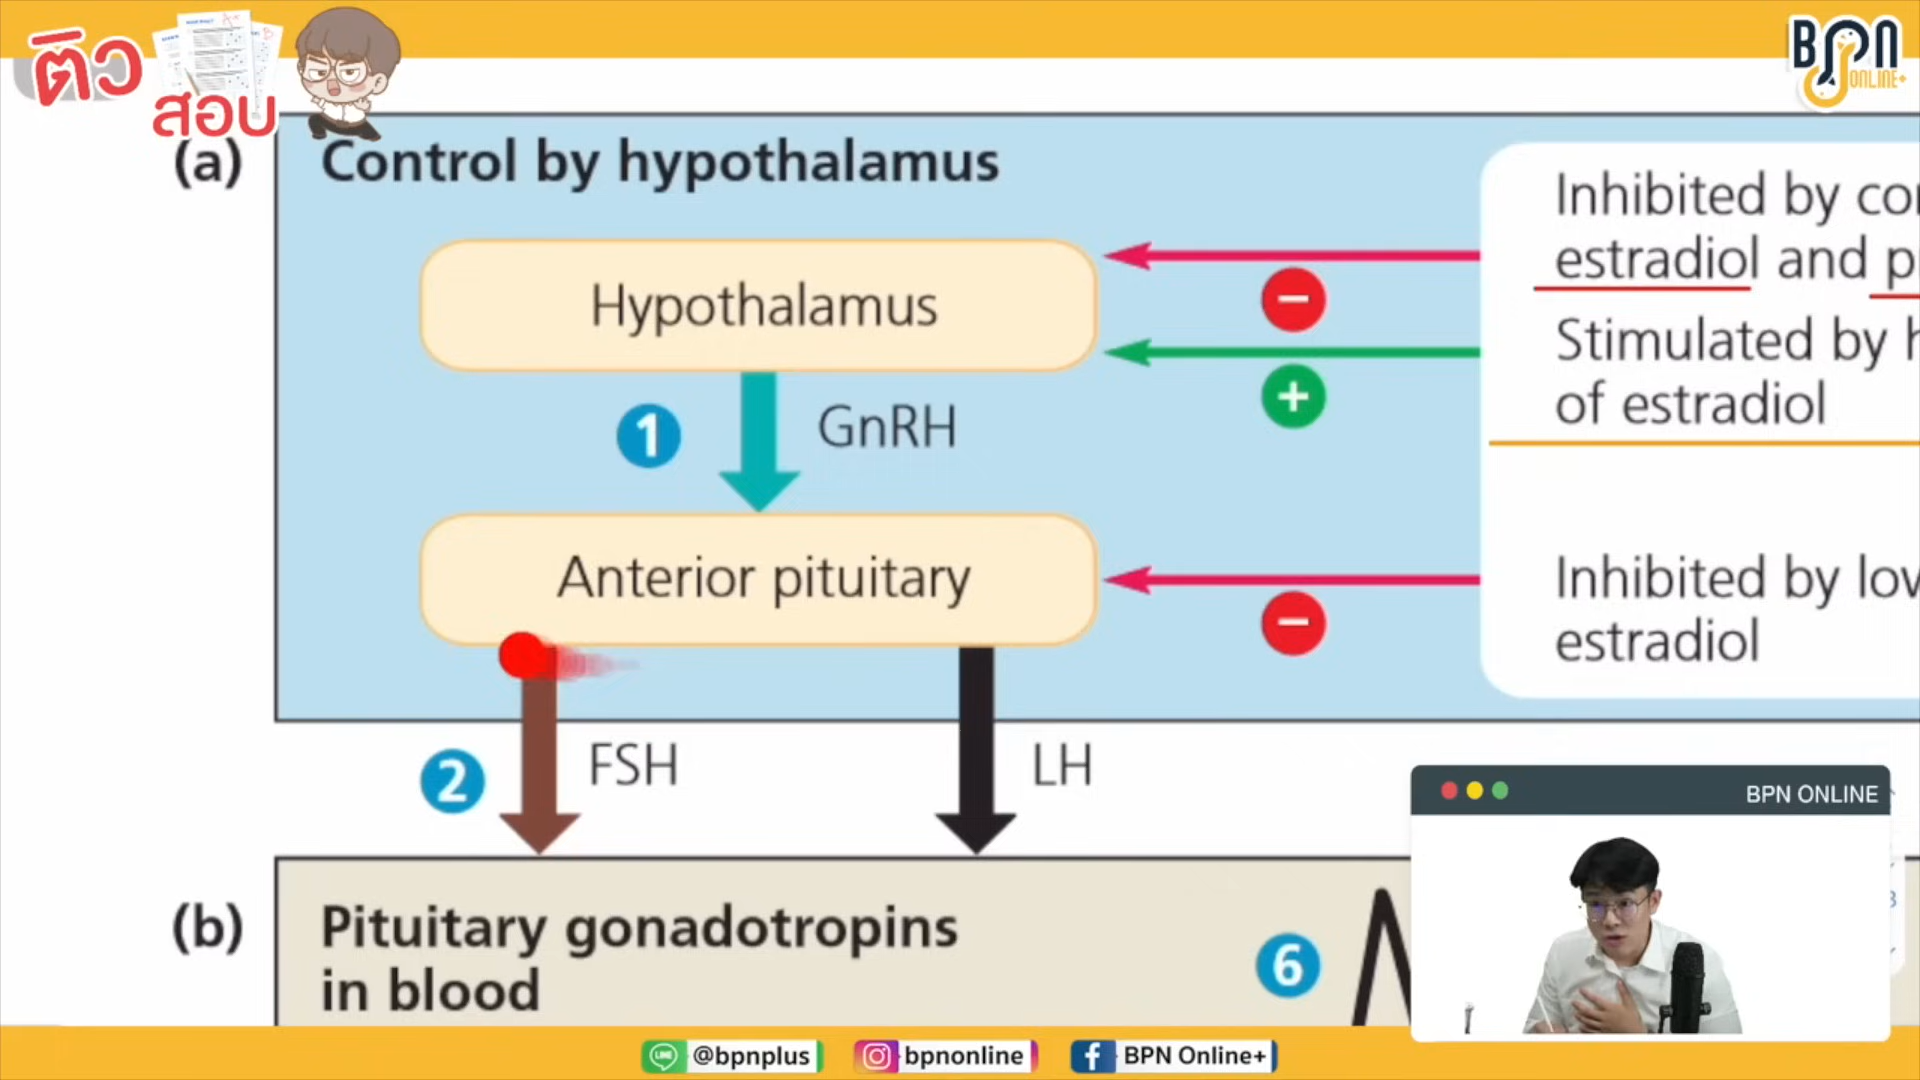 ติว
สอบ
BPN
ONLINE+
(a)
Control by hypothalamus
Hypothalamus
1
GnRH
Anterior pituitary
2
FSH
LH
−
+
−
Inhibited by
estradiol and
Stimulated by
of estradiol
Inhibited by
estradiol
(b)
Pituitary gonadotropins
in blood
6
BPN ONLINE
LINE @bpnplus
bpnonline
BPN Online+